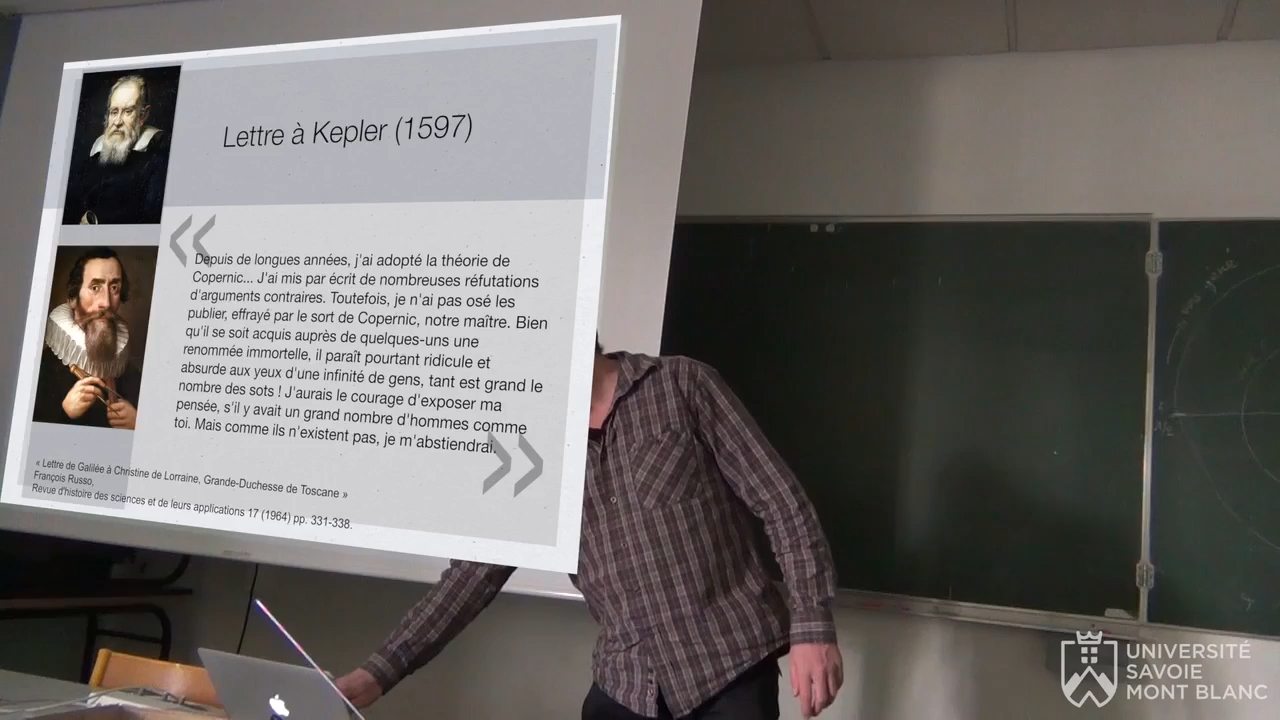 Lettre à Kepler (1597)
«
Depuis de longues années, j'ai adopté la théorie de
Copernic... J'ai mis par écrit de nombreuses réfutations
d'arguments contraires. Toutefois, je n'ai pas osé les
publier, effrayé par le sort de Copernic, notre maître. Bien
qu'il se soit acquis auprès de quelques-uns une
renommée immortelle, il paraît pourtant ridicule et
absurde aux yeux d'une infinité de gens, tant est grand le
nombre des sots ! J'aurais le courage d'exposer ma
pensée, s'il y avait un grand nombre d'hommes comme
toi. Mais comme ils n'existent pas, je m'abstiendrai.
»
« Lettre de Galilée à Christine de Lorraine, Grande-Duchesse de Toscane »
François Russo,
Revue d'histoire des sciences et de leurs applications 17 (1964) pp. 331-338.
UNIVERSITÉ
SAVOIE
MONT BLANC